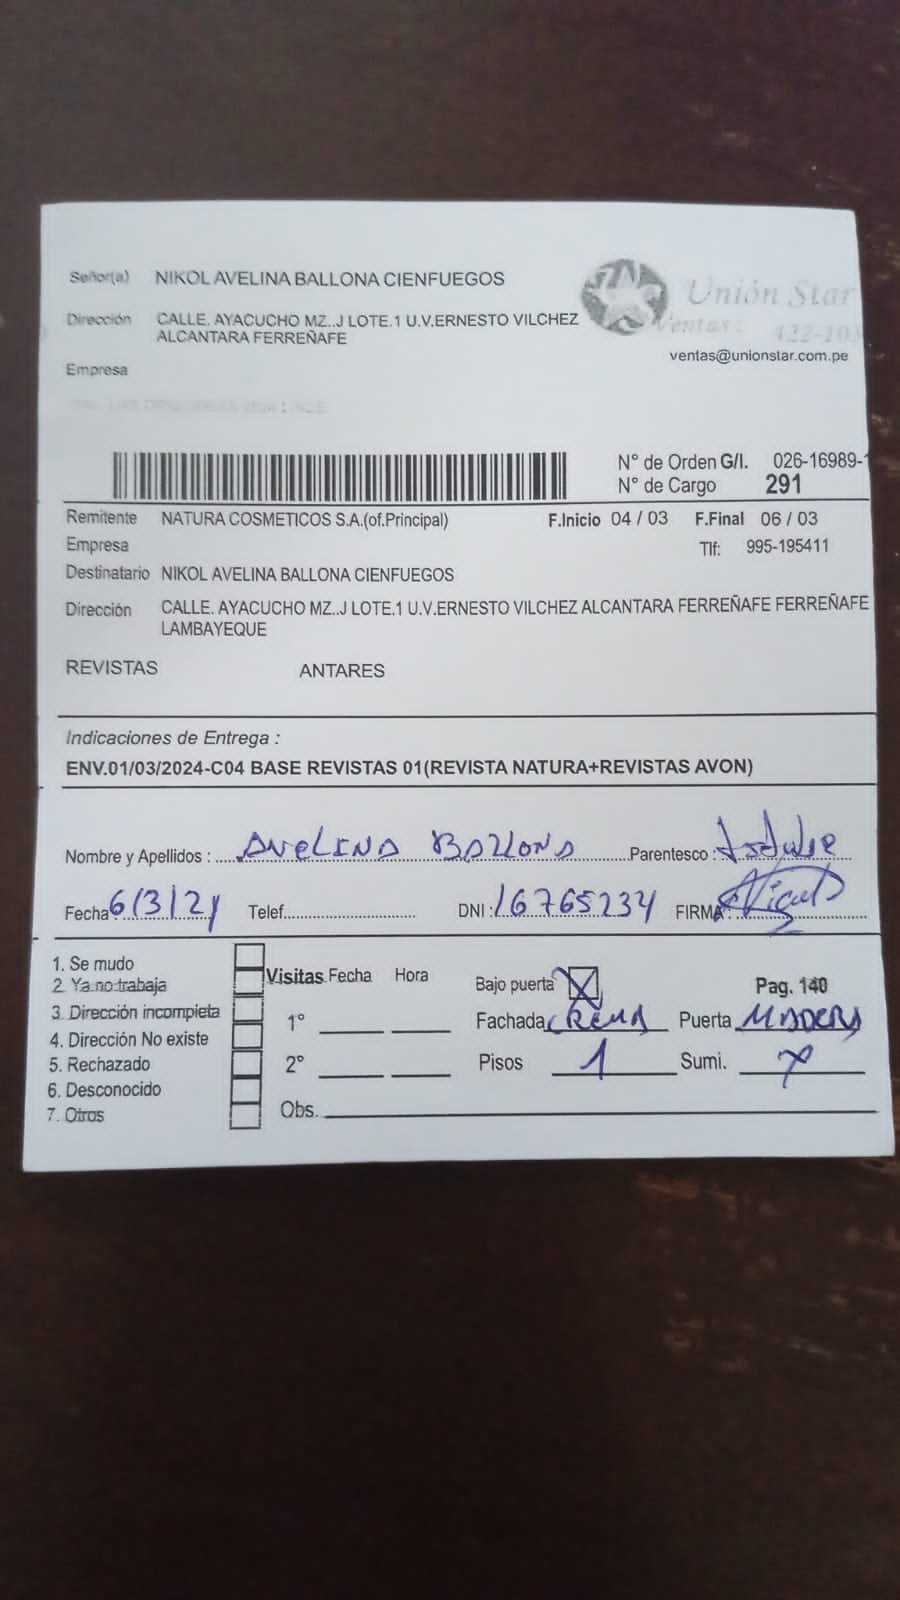 Señor(a) NIKOL AVELINA BALLONA CIENFUEGOS
Unión Star
Dirección CALLE. AYACUCHO MZ..J LOTE.1 U.V.ERNESTO VILCHEZ
ALCANTARA FERREÑAFE
Ventas: 422-103
ventas@unionstar.com.pe
Empresa
N° de Orden G/I. 026-16989-1
N° de Cargo 291
Remitente NATURA COSMETICOS S.A.(of.Principal) F.Inicio 04 / 03 F.Final 06 / 03
Empresa Tlf: 995-195411
Destinatario NIKOL AVELINA BALLONA CIENFUEGOS
Dirección CALLE. AYACUCHO MZ..J LOTE.1 U.V.ERNESTO VILCHEZ ALCANTARA FERREÑAFE FERREÑAFE
LAMBAYEQUE
REVISTAS ANTARES
Indicaciones de Entrega :
ENV.01/03/2024-C04 BASE REVISTAS 01(REVISTA NATURA+REVISTAS AVON)
Nombre y Apellidos : AVELINA BALLONA Parentesco : titular
Fecha 6/3/24 Telef. DNI : 16765234 FIRMA :
1. Se mudo
2. Ya no trabaja
3. Dirección incompleta
4. Dirección No existe
5. Rechazado
6. Desconocido
7. Otros
Visitas Fecha Hora
1°
2°
Obs.
Bajo puerta X Pag. 140
Fachada CREMA Puerta MADERA
Pisos 1 Sumi. x